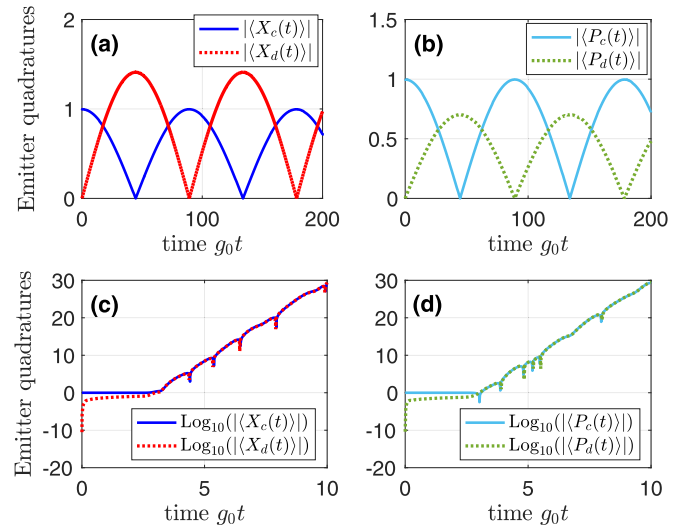 (a)
|⟨X_c(t)⟩|
|⟨X_d(t)⟩|
Emitter quadratures
2
1
0
0
100
200
time g_0t
(b)
|⟨P_c(t)⟩|
|⟨P_d(t)⟩|
1.5
1
0.5
0
0
100
200
time g_0t
(c)
Log_10(|⟨X_c(t)⟩|)
Log_10(|⟨X_d(t)⟩|)
Emitter quadratures
30
20
10
0
-10
-20
0
5
10
time g_0t
(d)
Log_10(|⟨P_c(t)⟩|)
Log_10(|⟨P_d(t)⟩|)
30
20
10
0
-10
-20
0
5
10
time g_0t